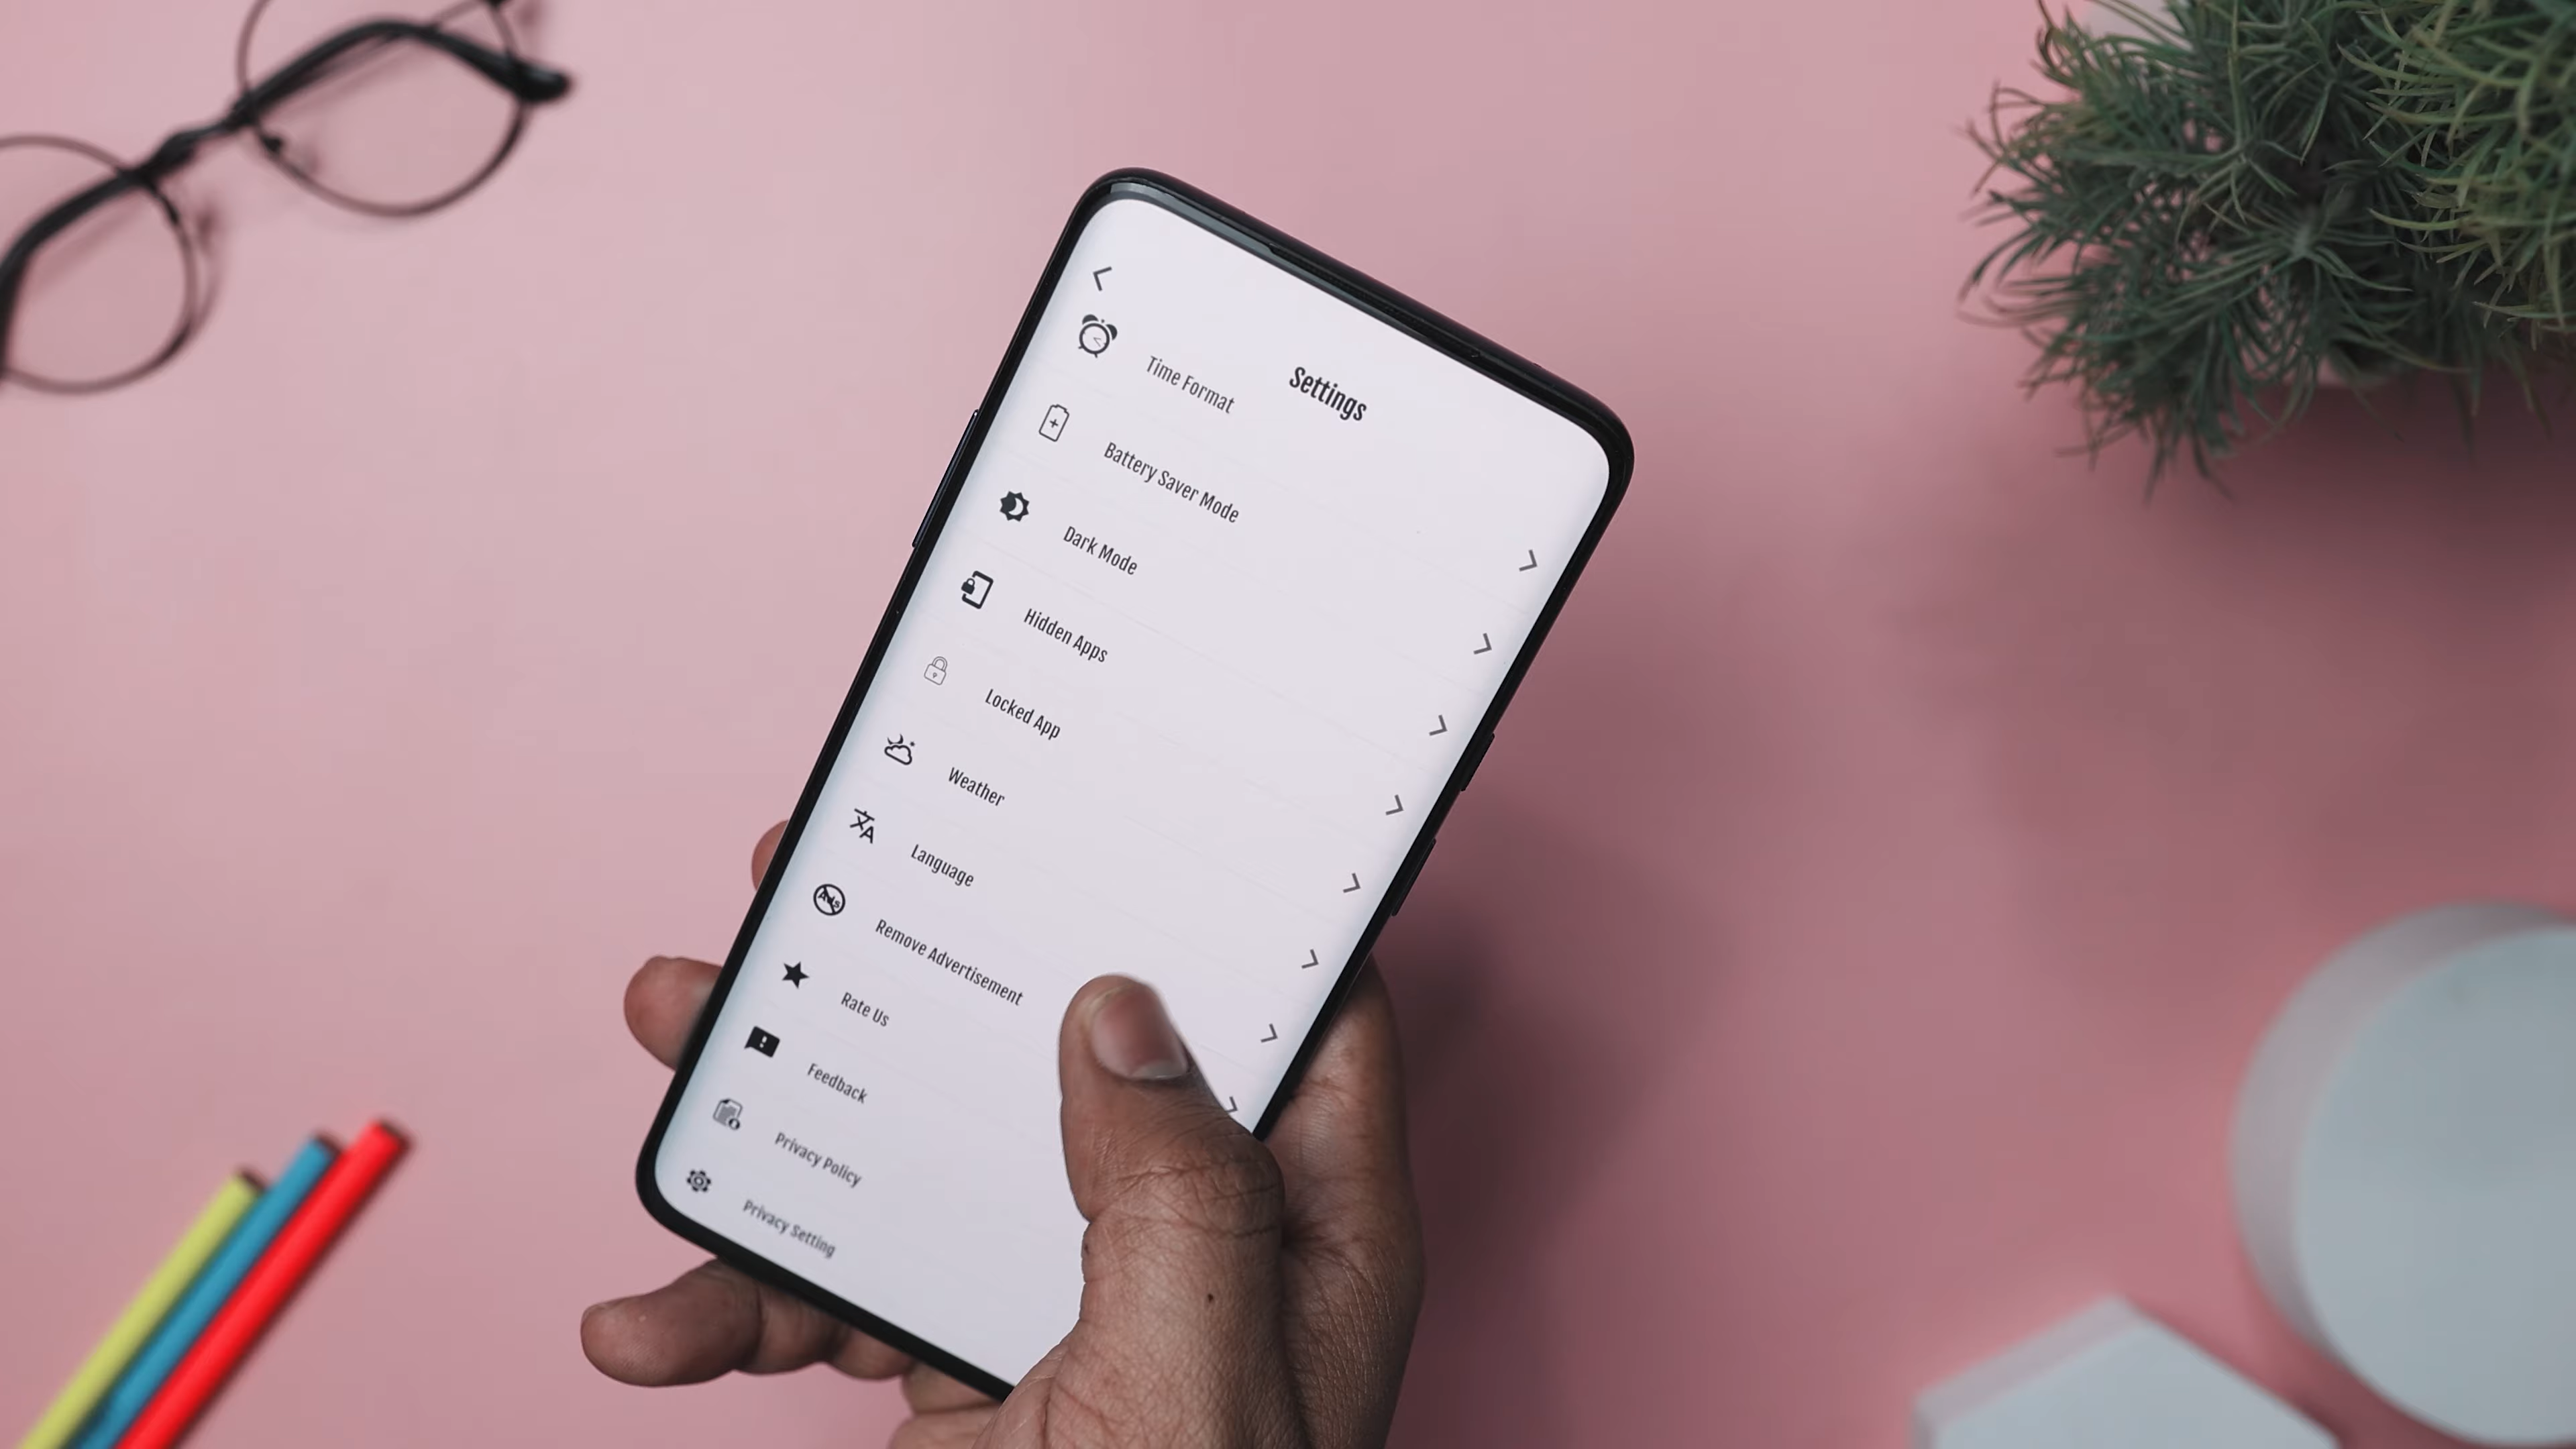 Settings
Time Format
Battery Saver Mode
Dark Mode
Hidden Apps
Locked App
Weather
Language
Remove Advertisement
Rate Us
Feedback
Privacy Policy
Privacy Setting